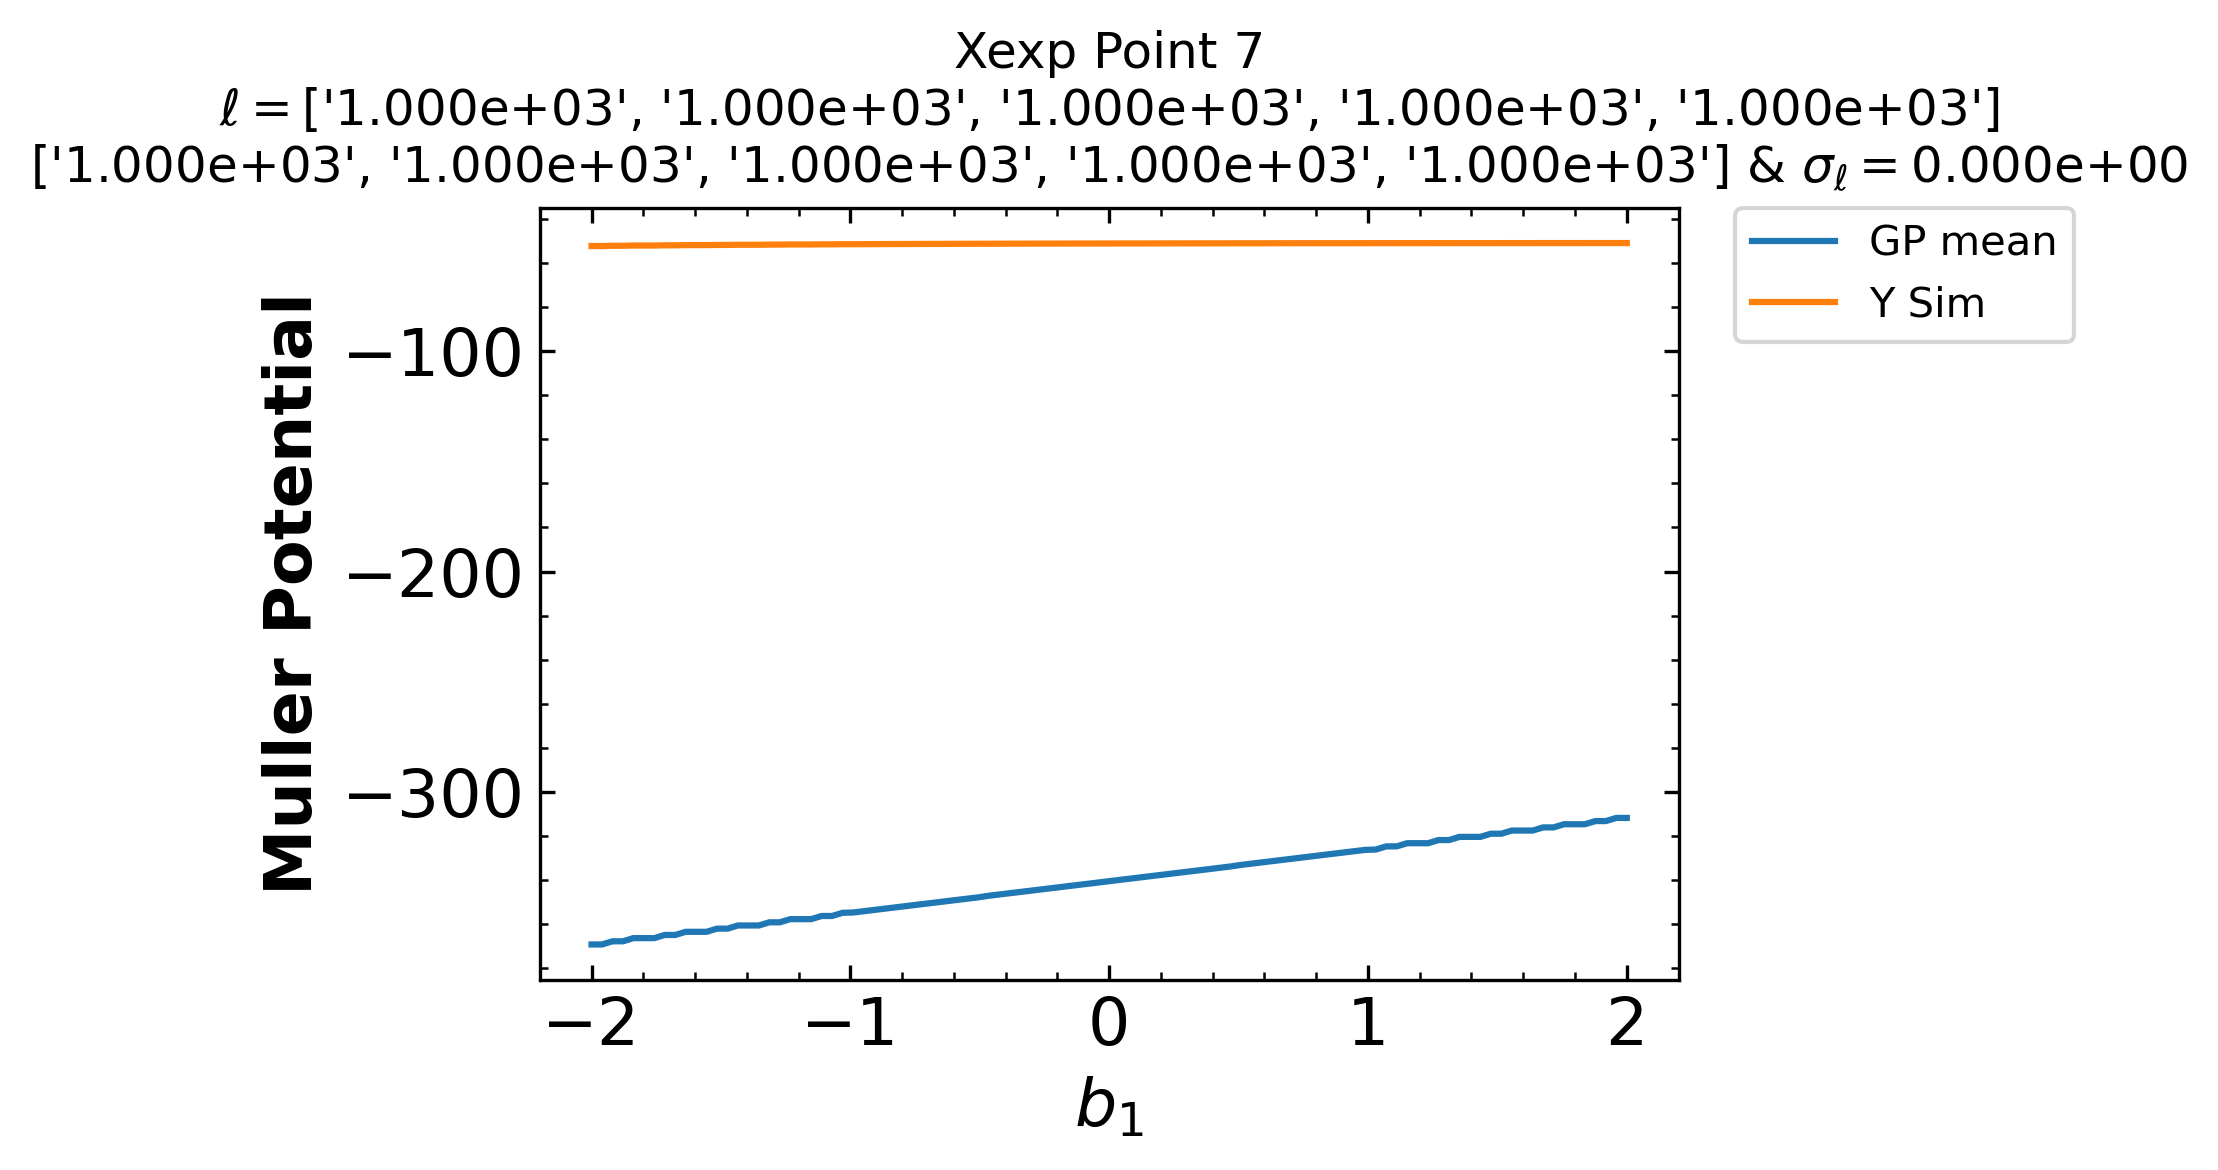 Xexp Point 7
ℓ = ['1.000e+03', '1.000e+03', '1.000e+03', '1.000e+03', '1.000e+03']
['1.000e+03', '1.000e+03', '1.000e+03', '1.000e+03', '1.000e+03'] & σℓ = 0.000e+00
GP mean
Y Sim
Muller Potential
−100
−200
−300
−2 −1 0 1 2
b₁